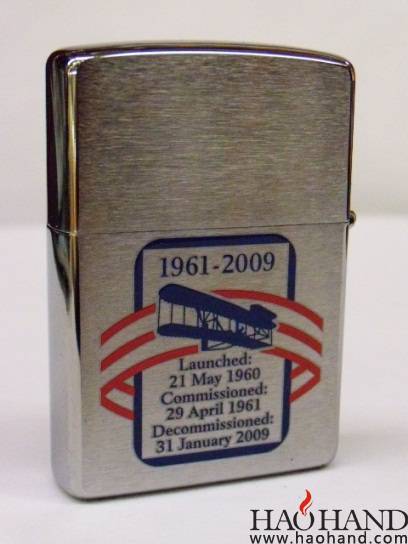 1961-2009
Launched:
21 May 1960
Commissioned:
29 April 1961
Decommissioned:
31 January 2009
HAOHAND
www.haohand.com